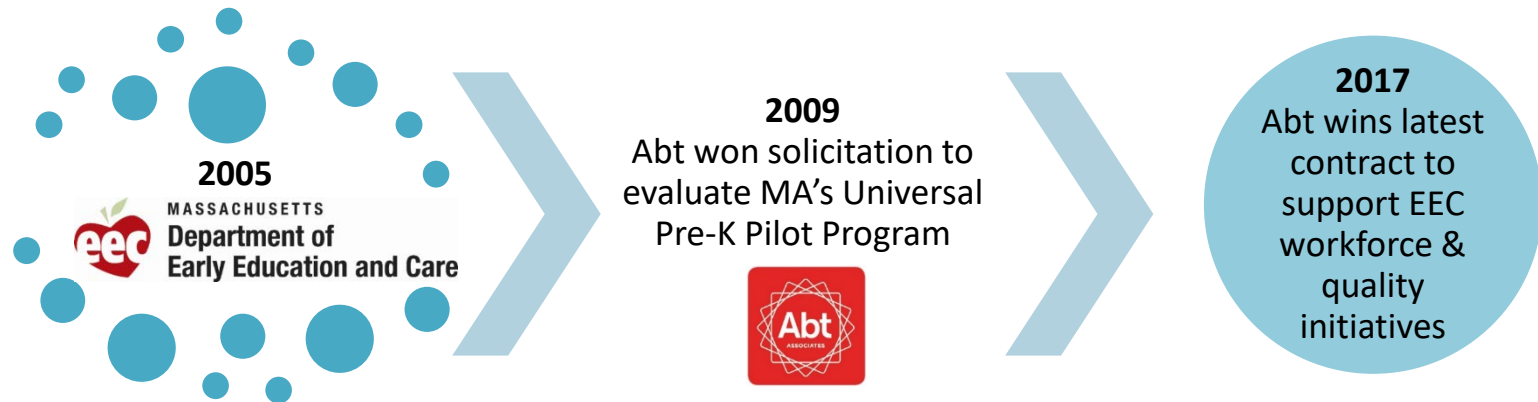 2005
eec
MASSACHUSETTS
Department of
Early Education and Care
2009
Abt won solicitation to
evaluate MA’s Universal
Pre-K Pilot Program
Abt
ASSOCIATES
2017
Abt wins latest
contract to
support EEC
workforce &
quality
initiatives